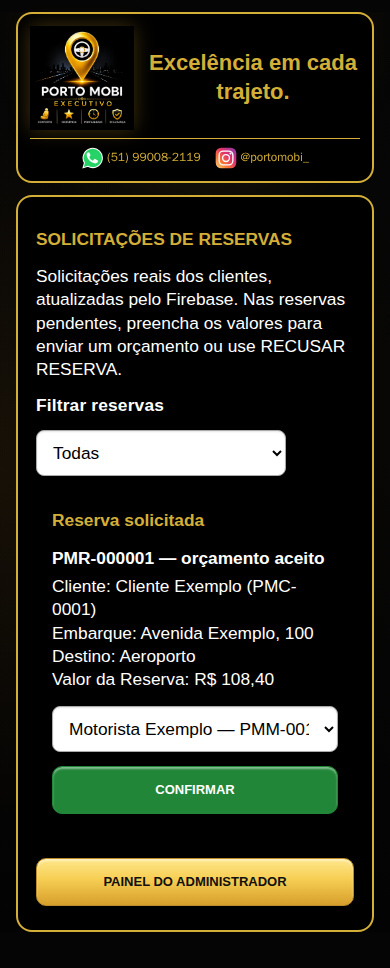 PORTO MOBI
EXECUTIVO
Excelência em cada
trajeto.
(51) 99008-2119
@portomobi_
SOLICITAÇÕES DE RESERVAS
Solicitações reais dos clientes,
atualizadas pelo Firebase. Nas reservas
pendentes, preencha os valores para
enviar um orçamento ou use RECUSAR
RESERVA.
Filtrar reservas
Todas
Reserva solicitada
PMR-000001 — orçamento aceito
Cliente: Cliente Exemplo (PMC-
0001)
Embarque: Avenida Exemplo, 100
Destino: Aeroporto
Valor da Reserva: R$ 108,40
Motorista Exemplo — PMM-001
CONFIRMAR
PAINEL DO ADMINISTRADOR